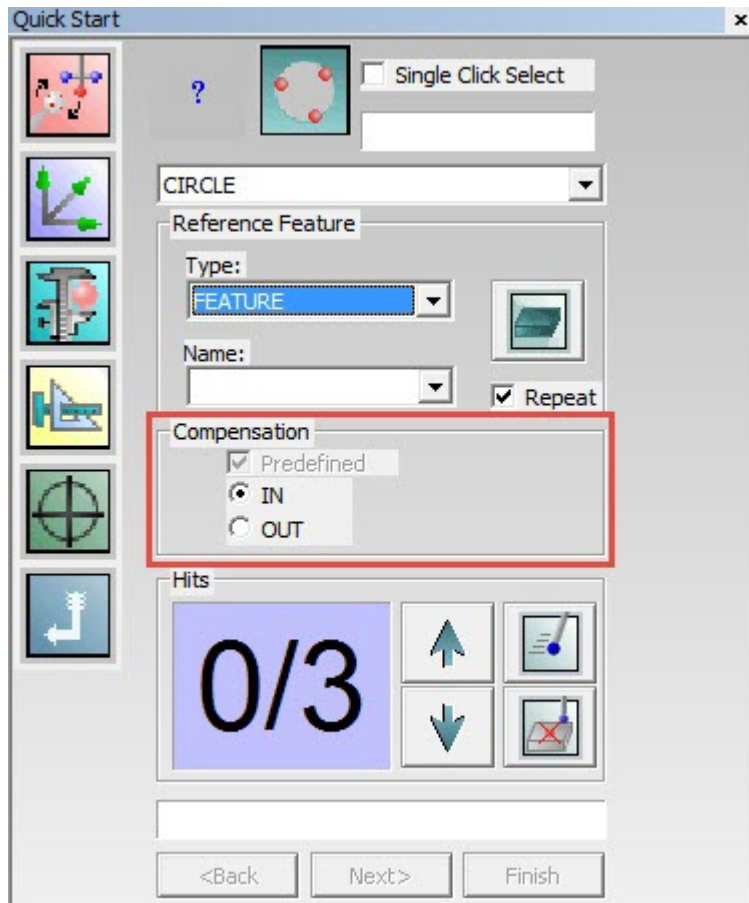 Quick Start
x
?
Single Click Select
CIRCLE
Reference Feature
Type:
FEATURE
Name:
Repeat
Compensation
Predefined
IN
OUT
Hits
0/3
<Back Next> Finish